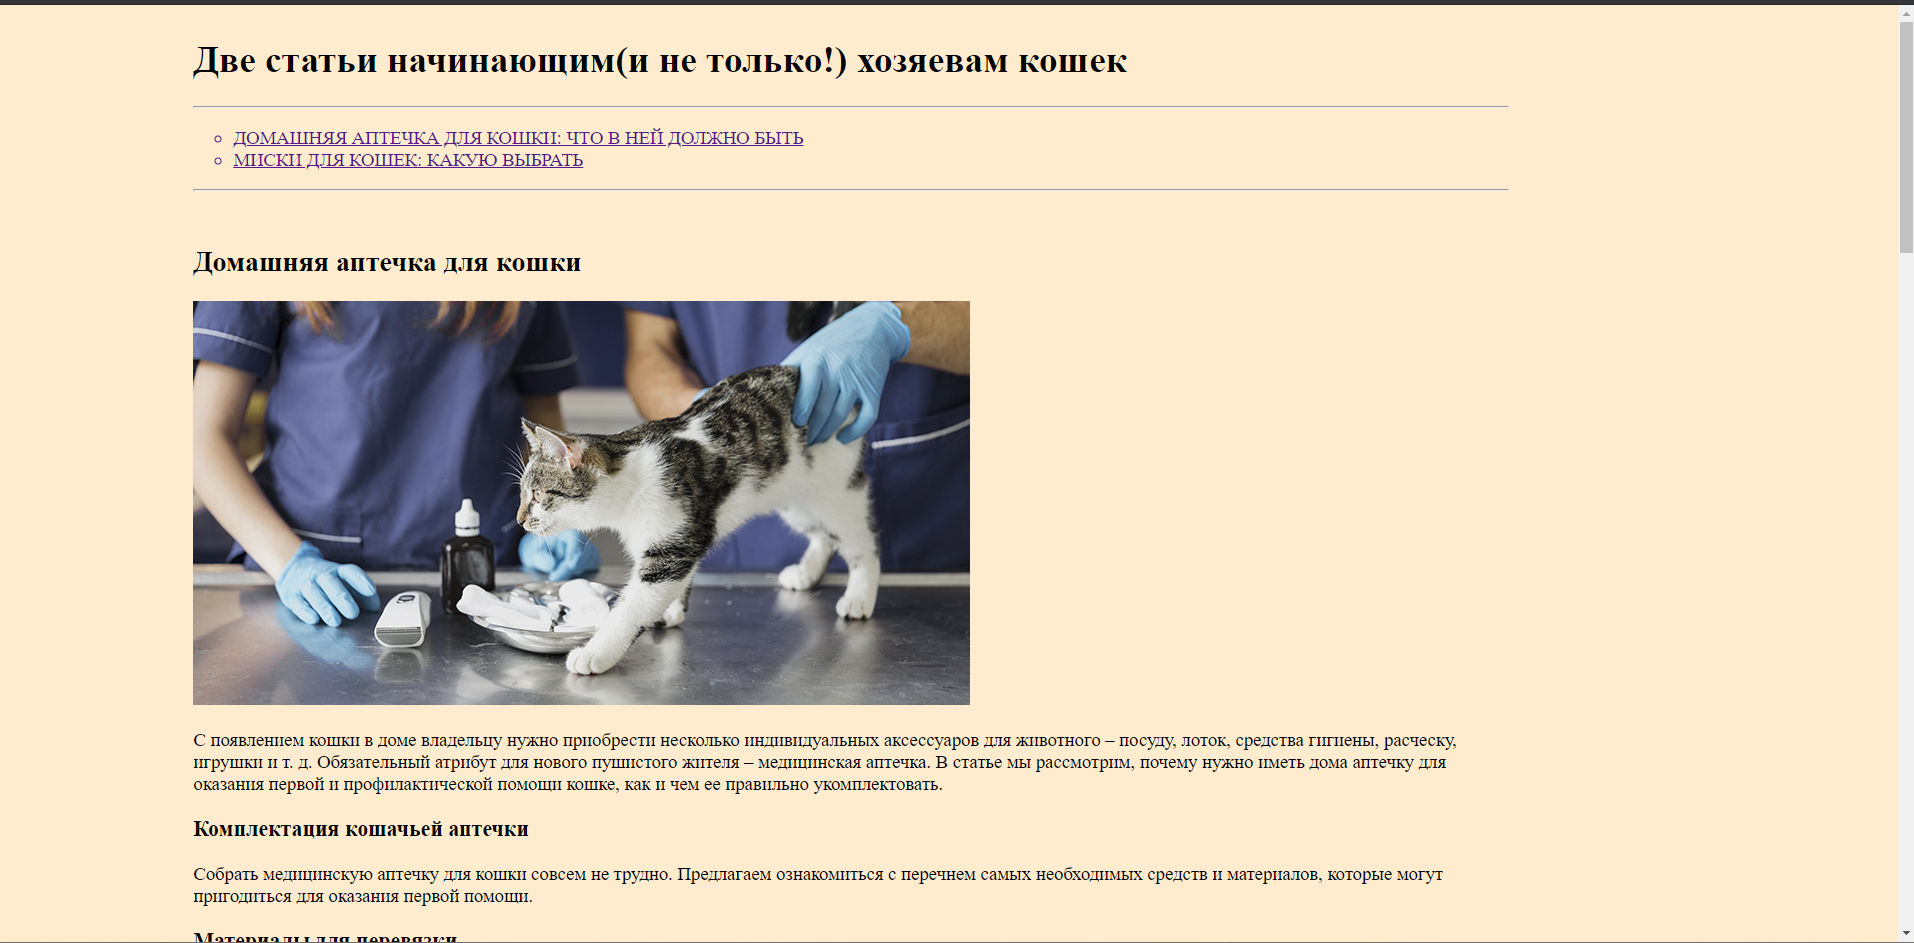 Две статьи начинающим(и не только!) хозяевам кошек
ДОМАШНЯЯ АПТЕЧКА ДЛЯ КОШКИ: ЧТО В НЕЙ ДОЛЖНО БЫТЬ
МИСКИ ДЛЯ КОШЕК: КАКУЮ ВЫБРАТЬ
Домашняя аптечка для кошки
С появлением кошки в доме владельцу нужно приобрести несколько индивидуальных аксессуаров для животного – посуду, лоток, средства гигиены, расческу,
игрушки и т. д. Обязательный атрибут для нового пушистого жителя – медицинская аптечка. В статье мы рассмотрим, почему нужно иметь дома аптечку для
оказания первой и профилактической помощи кошке, как и чем ее правильно укомплектовать.
Комплектация кошачьей аптечки
Собрать медицинскую аптечку для кошки совсем не трудно. Предлагаем ознакомиться с перечнем самых необходимых средств и материалов, которые могут
пригодиться для оказания первой помощи.
Материалы для перевязки